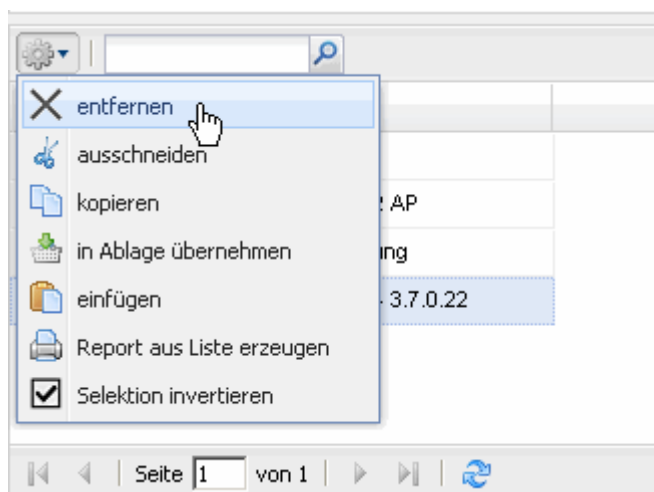 entfernen
ausschneiden
kopieren
AP
in Ablage übernehmen
einfügen
3.7.0.22
Report aus Liste erzeugen
Selektion invertieren
Seite 1 von 1